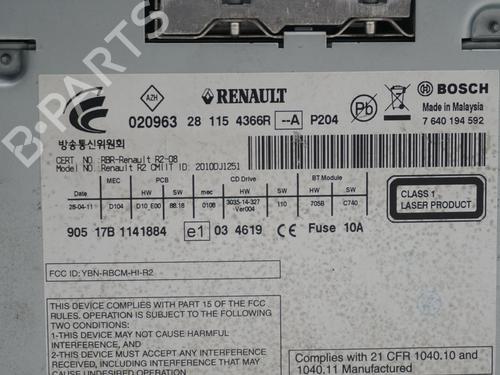 AZH
020963
RENAULT
28 115 4366R --A P204
Pb
BOSCH
Made in Malaysia
7 640 194 592
방송통신위원회
CERT. NO. RBR-Renault R2-08
Model NO. Renault R2 CMIIT ID: 2010DJ1251
MEC PCB CD Drive BT Module
Date HW HW SW mec HW SW HW SW
28-04-11 D104 D10_E00 88.18 0108 3035-14-327 Ver004 110 705B C740
CLASS 1
LASER PRODUCT
905 17B 1141884 e1 03 4619 CE Fuse 10A
FCC ID: YBN-RBCM-HI-R2
THIS DEVICE COMPLIES WITH PART 15 OF THE FCC
RULES. OPERATION IS SUBJECT TO THE FOLLOWING
TWO CONDITIONS:
1-THIS DEVICE MAY NOT CAUSE HARMFUL
INTERFERENCE, AND
2-THIS DEVICE MUST ACCEPT ANY INTERFERENCE
RECEIVED, INCLUDING INTERFERENCE
Complies with 21 CFR 1040.10 and
1040.11 Manufactured
B-PARTS